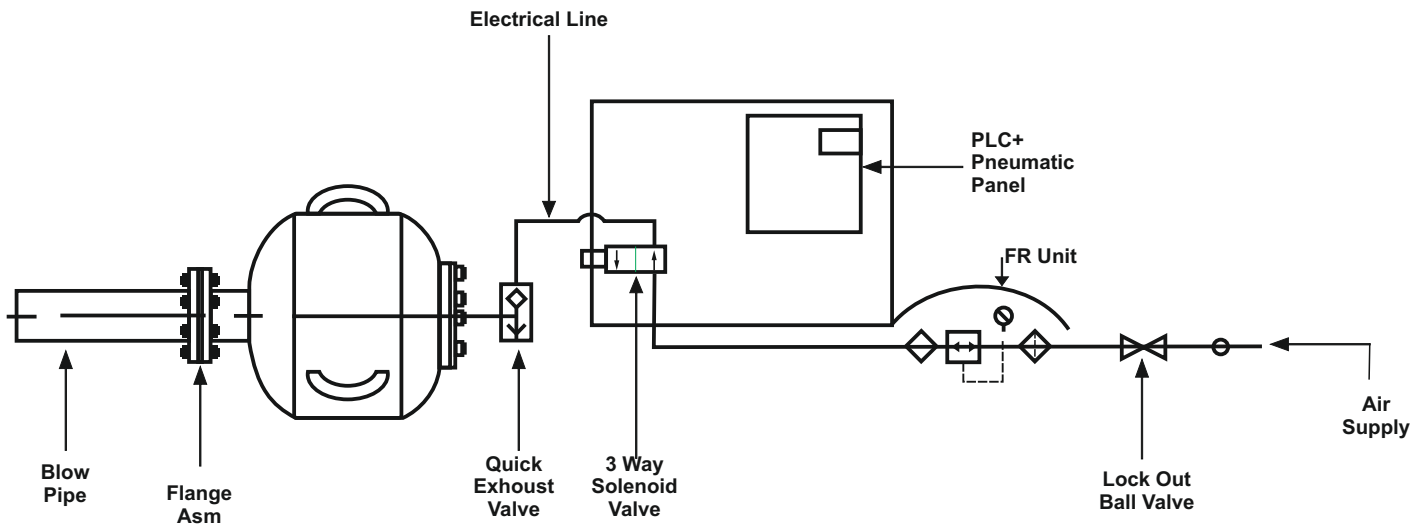 Electrical Line
PLC+
Pneumatic
Panel
FR Unit
Air
Supply
Blow
Pipe
Flange
Asm
Quick
Exhoust
Valve
3 Way
Solenoid
Valve
Lock Out
Ball Valve